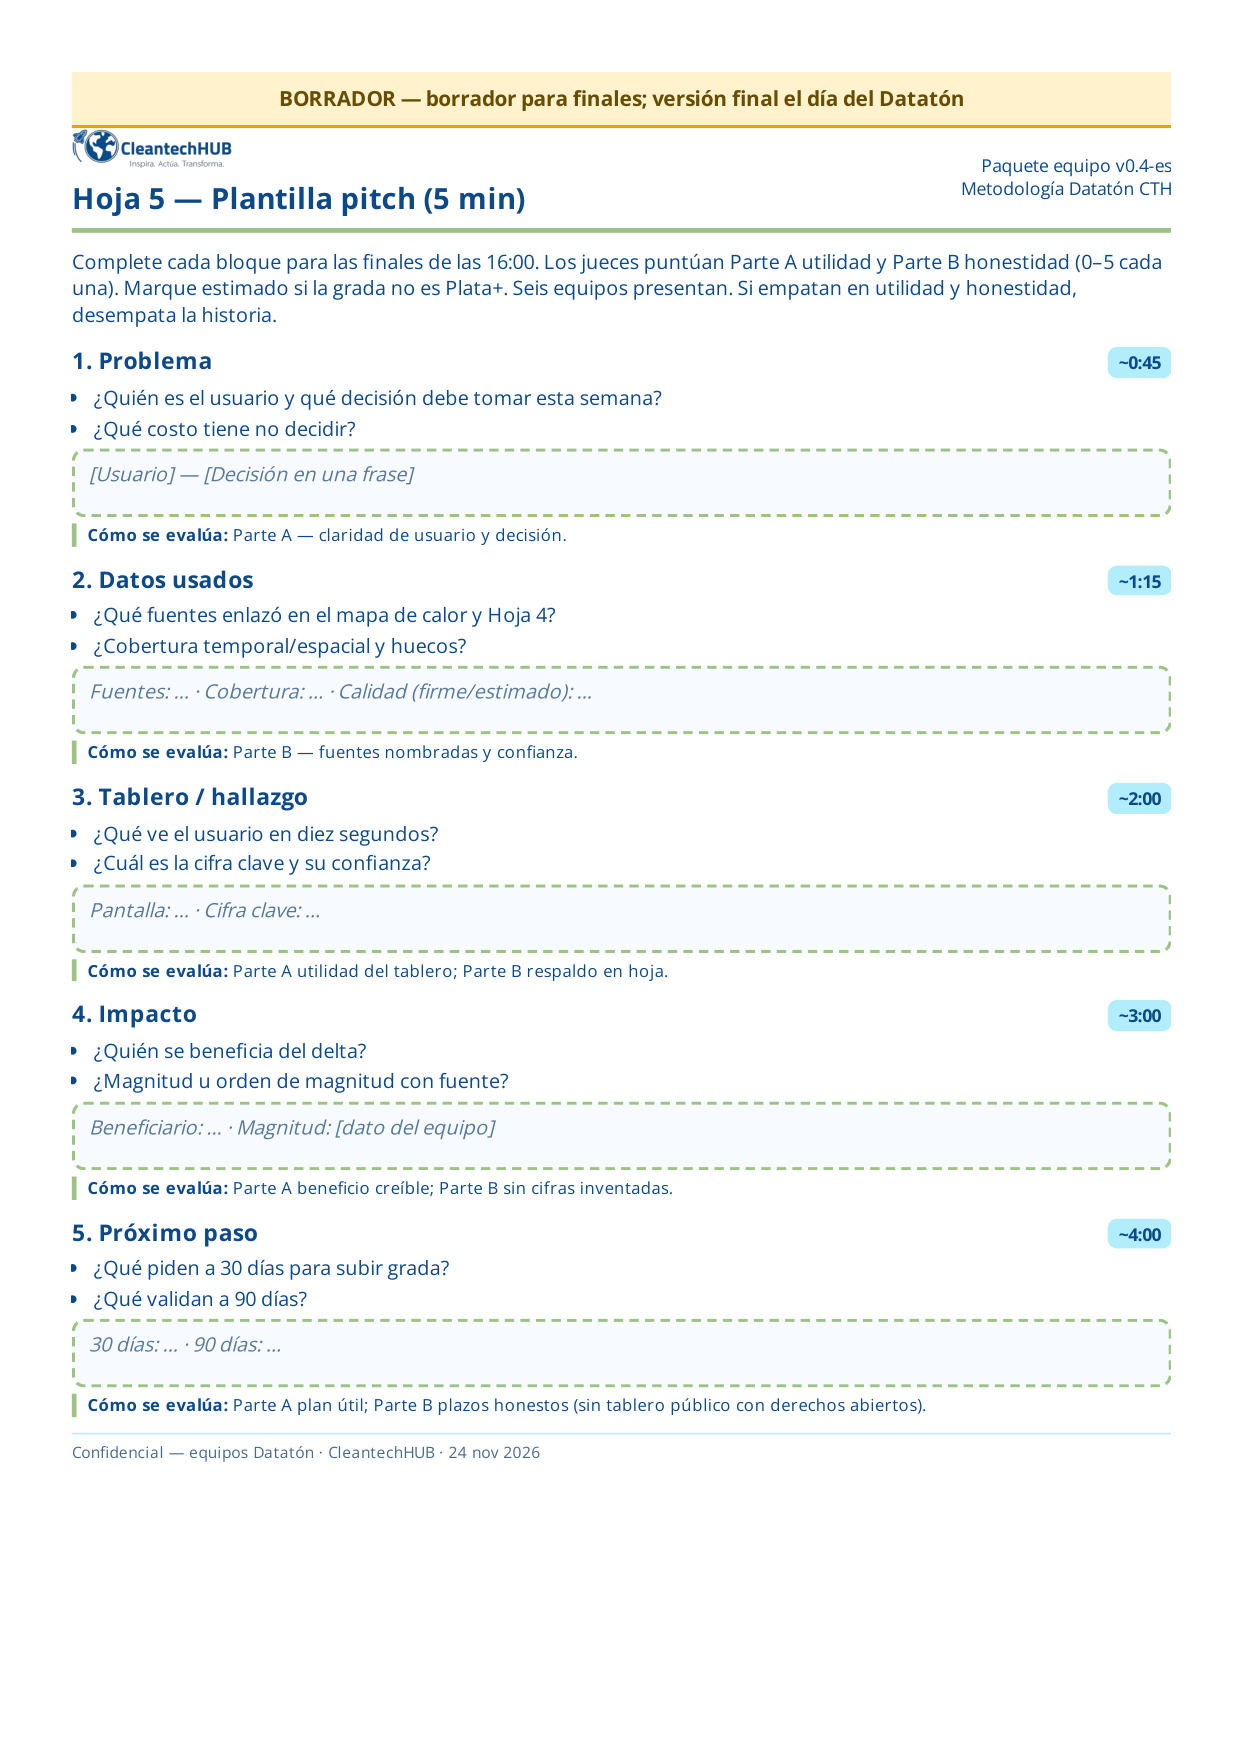 BORRADOR — borrador para finales; versión final el día del Datatón
CleantechHUB
Inspira. Actúa. Transforma.
Paquete equipo v0.4-es
Metodología Datatón CTH
Hoja 5 — Plantilla pitch (5 min)
Complete cada bloque para las finales de las 16:00. Los jueces puntúan Parte A utilidad y Parte B honestidad (0–5 cada
una). Marque estimado si la grada no es Plata+. Seis equipos presentan. Si empatan en utilidad y honestidad,
desempata la historia.
1. Problema
~0:45
¿Quién es el usuario y qué decisión debe tomar esta semana?
¿Qué costo tiene no decidir?
[Usuario] — [Decisión en una frase]
Cómo se evalúa: Parte A — claridad de usuario y decisión.
2. Datos usados
~1:15
¿Qué fuentes enlazó en el mapa de calor y Hoja 4?
¿Cobertura temporal/espacial y huecos?
Fuentes: … · Cobertura: … · Calidad (firme/estimado): …
Cómo se evalúa: Parte B — fuentes nombradas y confianza.
3. Tablero / hallazgo
~2:00
¿Qué ve el usuario en diez segundos?
¿Cuál es la cifra clave y su confianza?
Pantalla: … · Cifra clave: …
Cómo se evalúa: Parte A utilidad del tablero; Parte B respaldo en hoja.
4. Impacto
~3:00
¿Quién se beneficia del delta?
¿Magnitud u orden de magnitud con fuente?
Beneficiario: … · Magnitud: [dato del equipo]
Cómo se evalúa: Parte A beneficio creíble; Parte B sin cifras inventadas.
5. Próximo paso
~4:00
¿Qué piden a 30 días para subir grada?
¿Qué validan a 90 días?
30 días: … · 90 días: …
Cómo se evalúa: Parte A plan útil; Parte B plazos honestos (sin tablero público con derechos abiertos).
Confidencial — equipos Datatón · CleantechHUB · 24 nov 2026